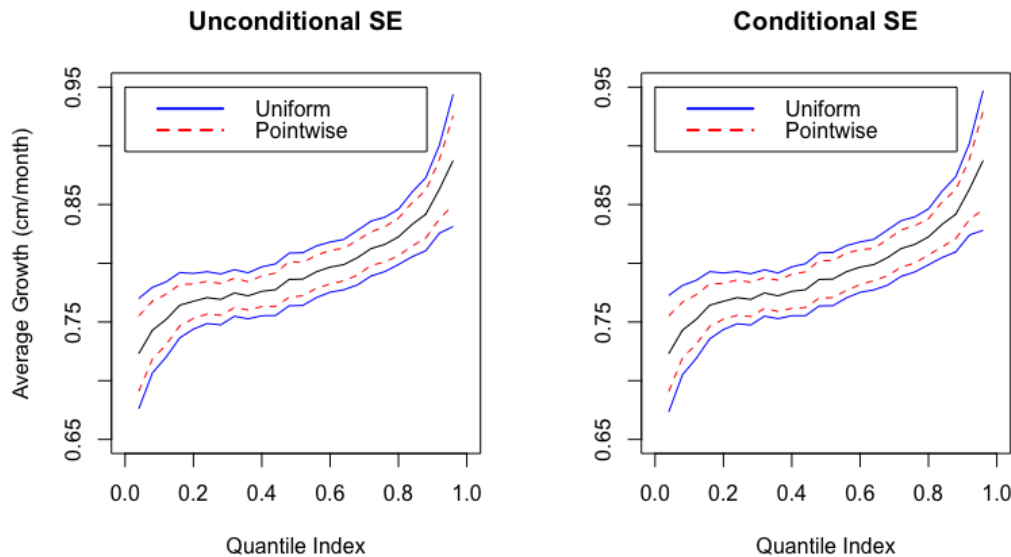 Unconditional SE
Average Growth (cm/month)
0.65
0.75
0.85
0.95
Uniform
Pointwise
0.0 0.2 0.4 0.6 0.8 1.0
Quantile Index
Conditional SE
0.65
0.75
0.85
0.95
Uniform
Pointwise
0.0 0.2 0.4 0.6 0.8 1.0
Quantile Index